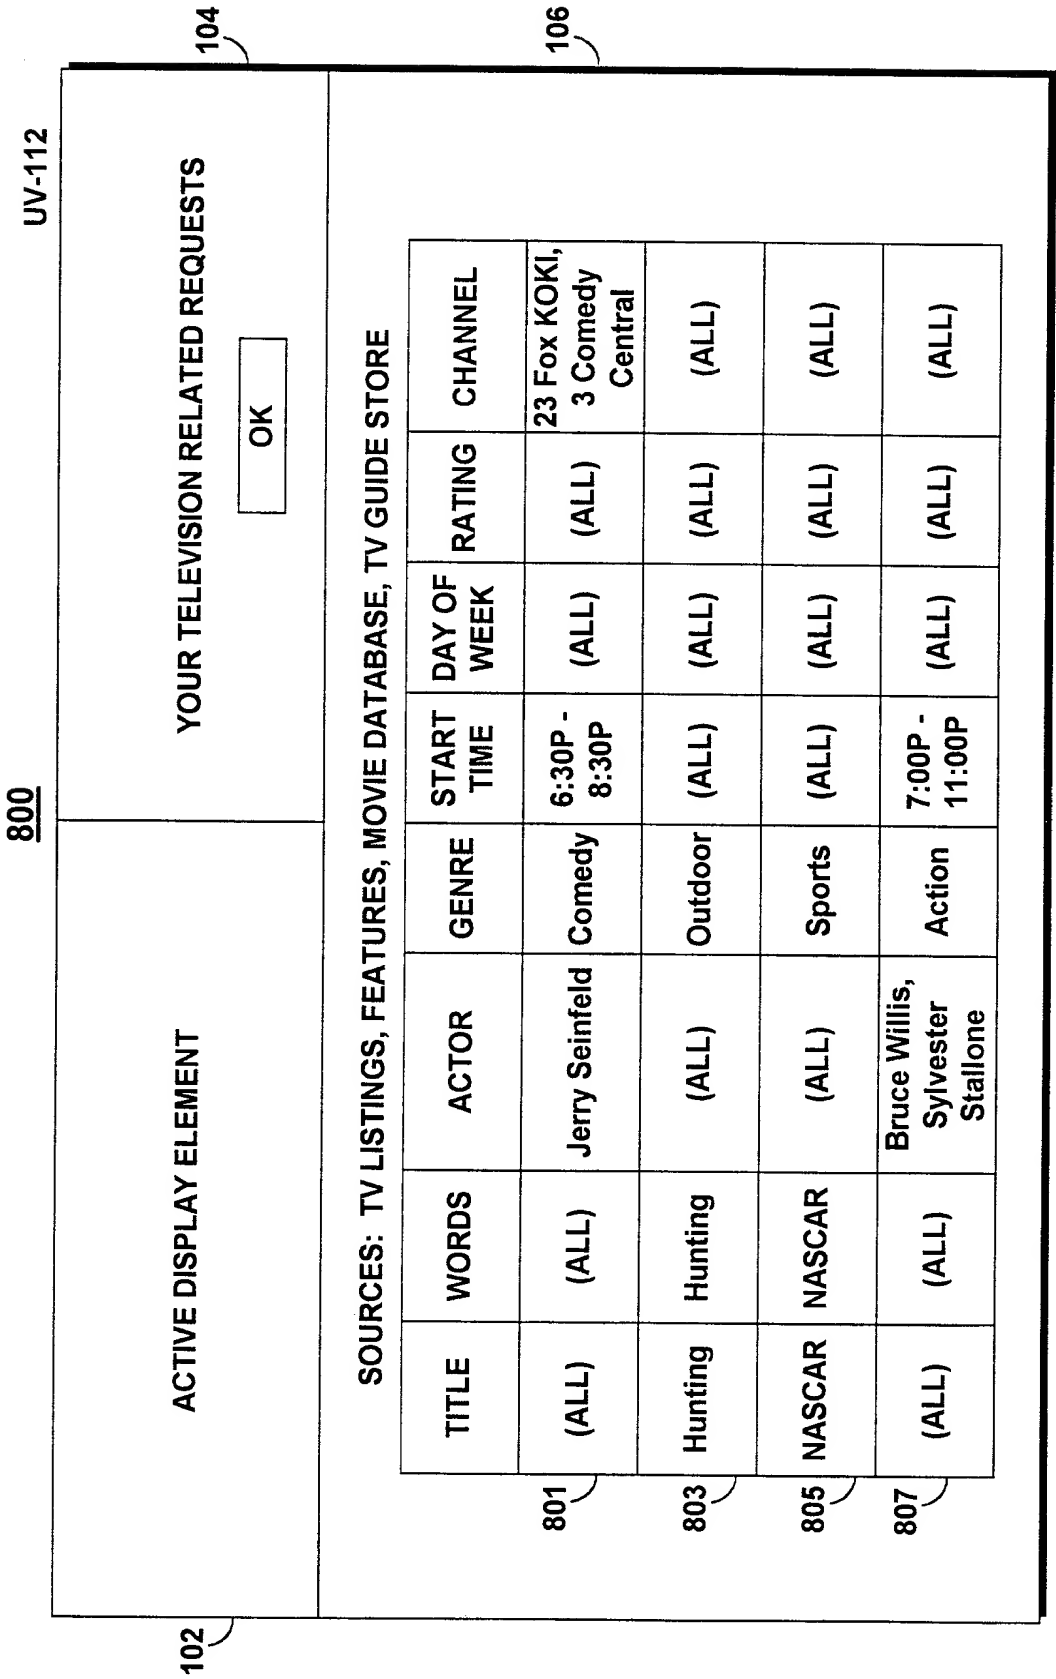 UV-112
800
102
104
106
ACTIVE DISPLAY ELEMENT
YOUR TELEVISION RELATED REQUESTS
OK
SOURCES: TV LISTINGS, FEATURES, MOVIE DATABASE, TV GUIDE STORE
TITLE
WORDS
ACTOR
GENRE
START
TIME
DAY OF
WEEK
RATING
CHANNEL
801
(ALL)
(ALL)
Jerry Seinfeld
Comedy
6:30P -
8:30P
(ALL)
(ALL)
23 Fox KOKI,
3 Comedy
Central
803
Hunting
Hunting
(ALL)
Outdoor
(ALL)
(ALL)
(ALL)
(ALL)
805
NASCAR
NASCAR
(ALL)
Sports
(ALL)
(ALL)
(ALL)
(ALL)
807
(ALL)
(ALL)
Bruce Willis,
Sylvester
Stallone
Action
7:00P -
11:00P
(ALL)
(ALL)
(ALL)